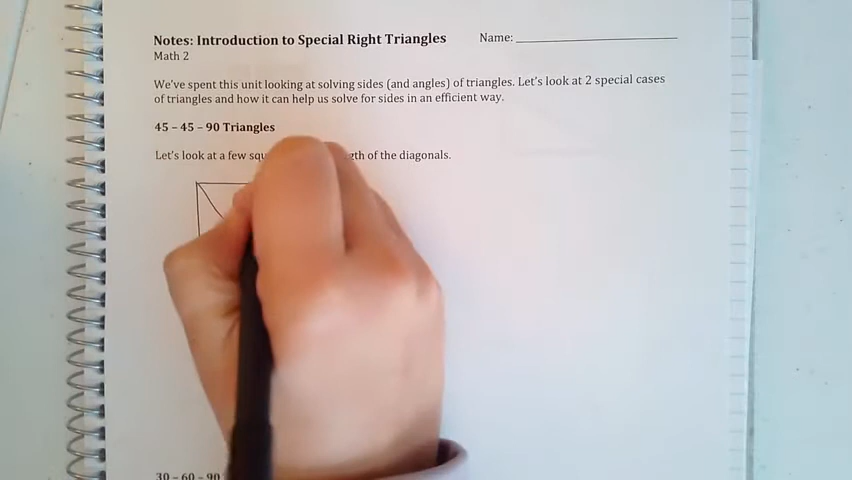 Notes: Introduction to Special Right Triangles Name:
Math 2
We've spent this unit looking at solving sides (and angles) of triangles. Let's look at 2 special cases
of triangles and how it can help us solve for sides in an efficient way.
45 – 45 – 90 Triangles
Let's look at a few of the diagonals.
30 – 60 – 90